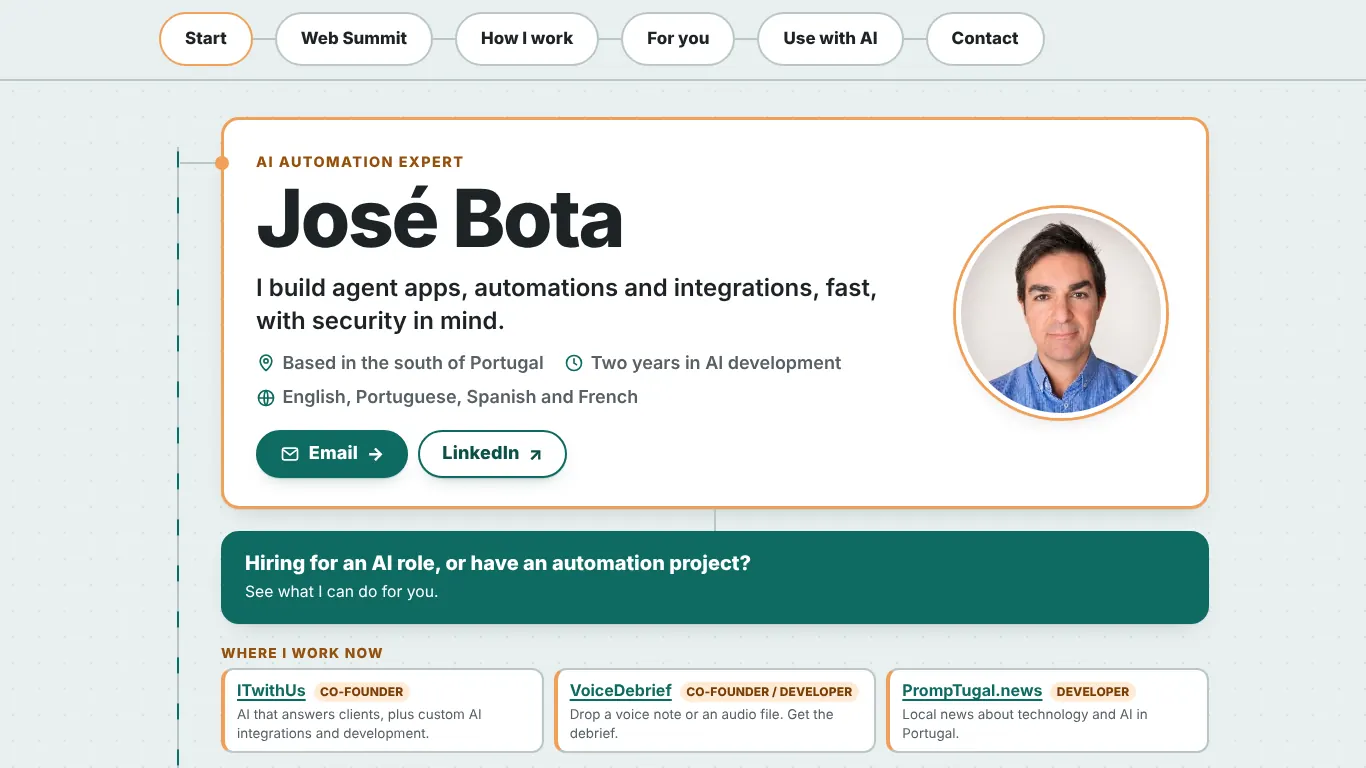 Start
Web Summit
How I work
For you
Use with AI
Contact
AI AUTOMATION EXPERT
José Bota
I build agent apps, automations and integrations, fast,
with security in mind.
Based in the south of Portugal
Two years in AI development
English, Portuguese, Spanish and French
Email →
LinkedIn ↗
Hiring for an AI role, or have an automation project?
See what I can do for you.
WHERE I WORK NOW
ITwithUs CO-FOUNDER
AI that answers clients, plus custom AI
integrations and development.
VoiceDebrief CO-FOUNDER / DEVELOPER
Drop a voice note or an audio file. Get the
debrief.
PrompTugal.news DEVELOPER
Local news about technology and AI in
Portugal.